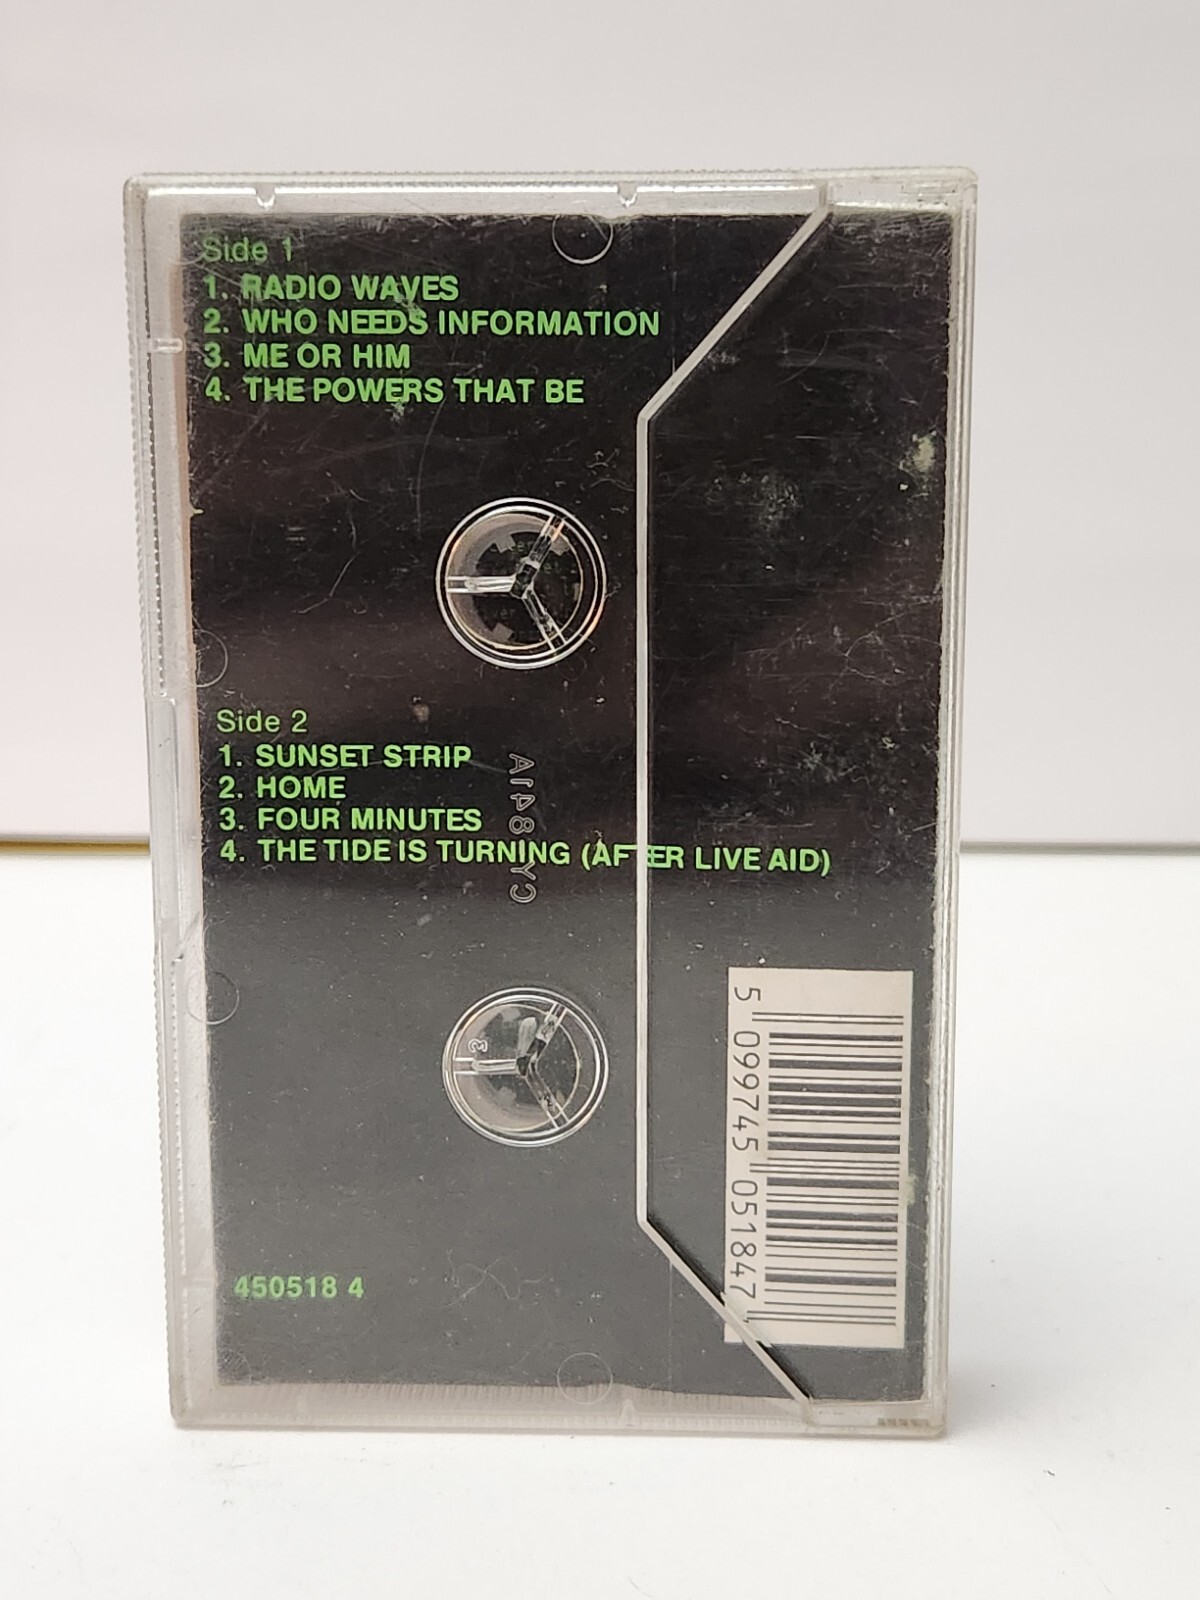 Side 1
1. RADIO WAVES
2. WHO NEEDS INFORMATION
3. ME OR HIM
4. THE POWERS THAT BE
Side 2
1. SUNSET STRIP
2. HOME
3. FOUR MINUTES
4. THE TIDE IS TURNING (AFTER LIVE AID)
450518 4
5 099745 051847